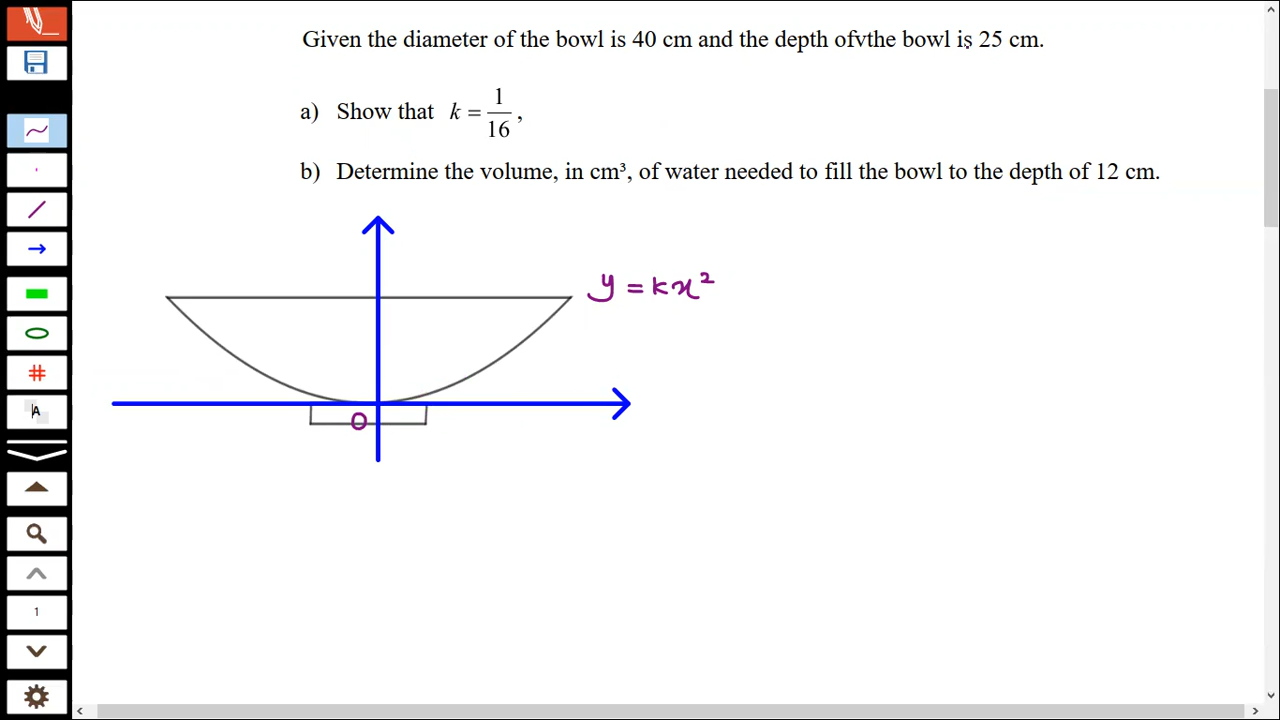 Given the diameter of the bowl is 40 cm and the depth ofvthe bowl is 25 cm.
a) Show that k = 1/16 ,
b) Determine the volume, in cm³, of water needed to fill the bowl to the depth of 12 cm.
y = kx²
O
A
1